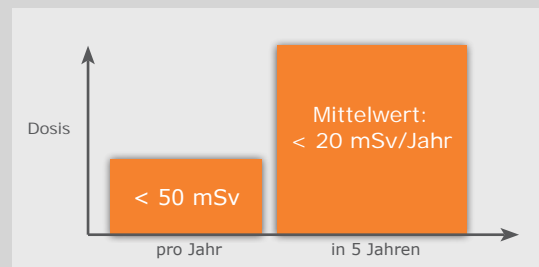 Dosis
< 50 mSv
Mittelwert:
< 20 mSv/Jahr
pro Jahr
in 5 Jahren